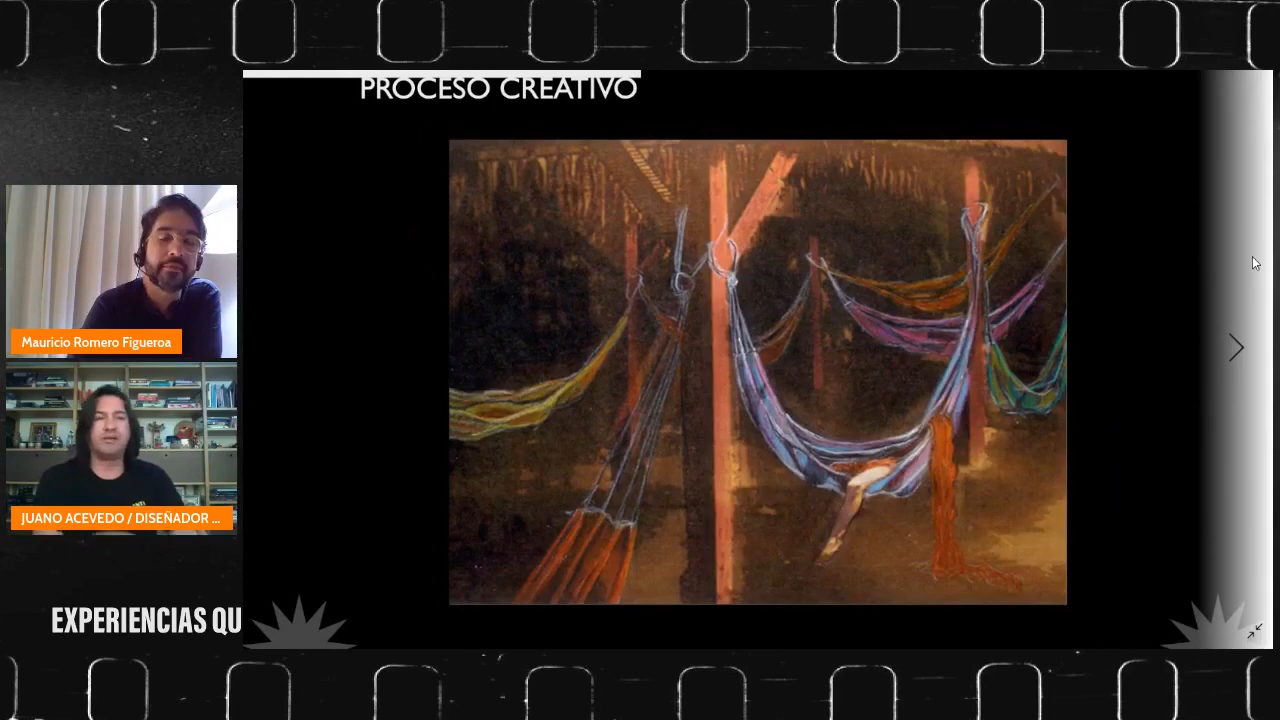 PROCESO CREATIVO
Mauricio Romero Figueroa
JUANO ACEVEDO / DISEÑADOR ...
EXPERIENCIAS QU